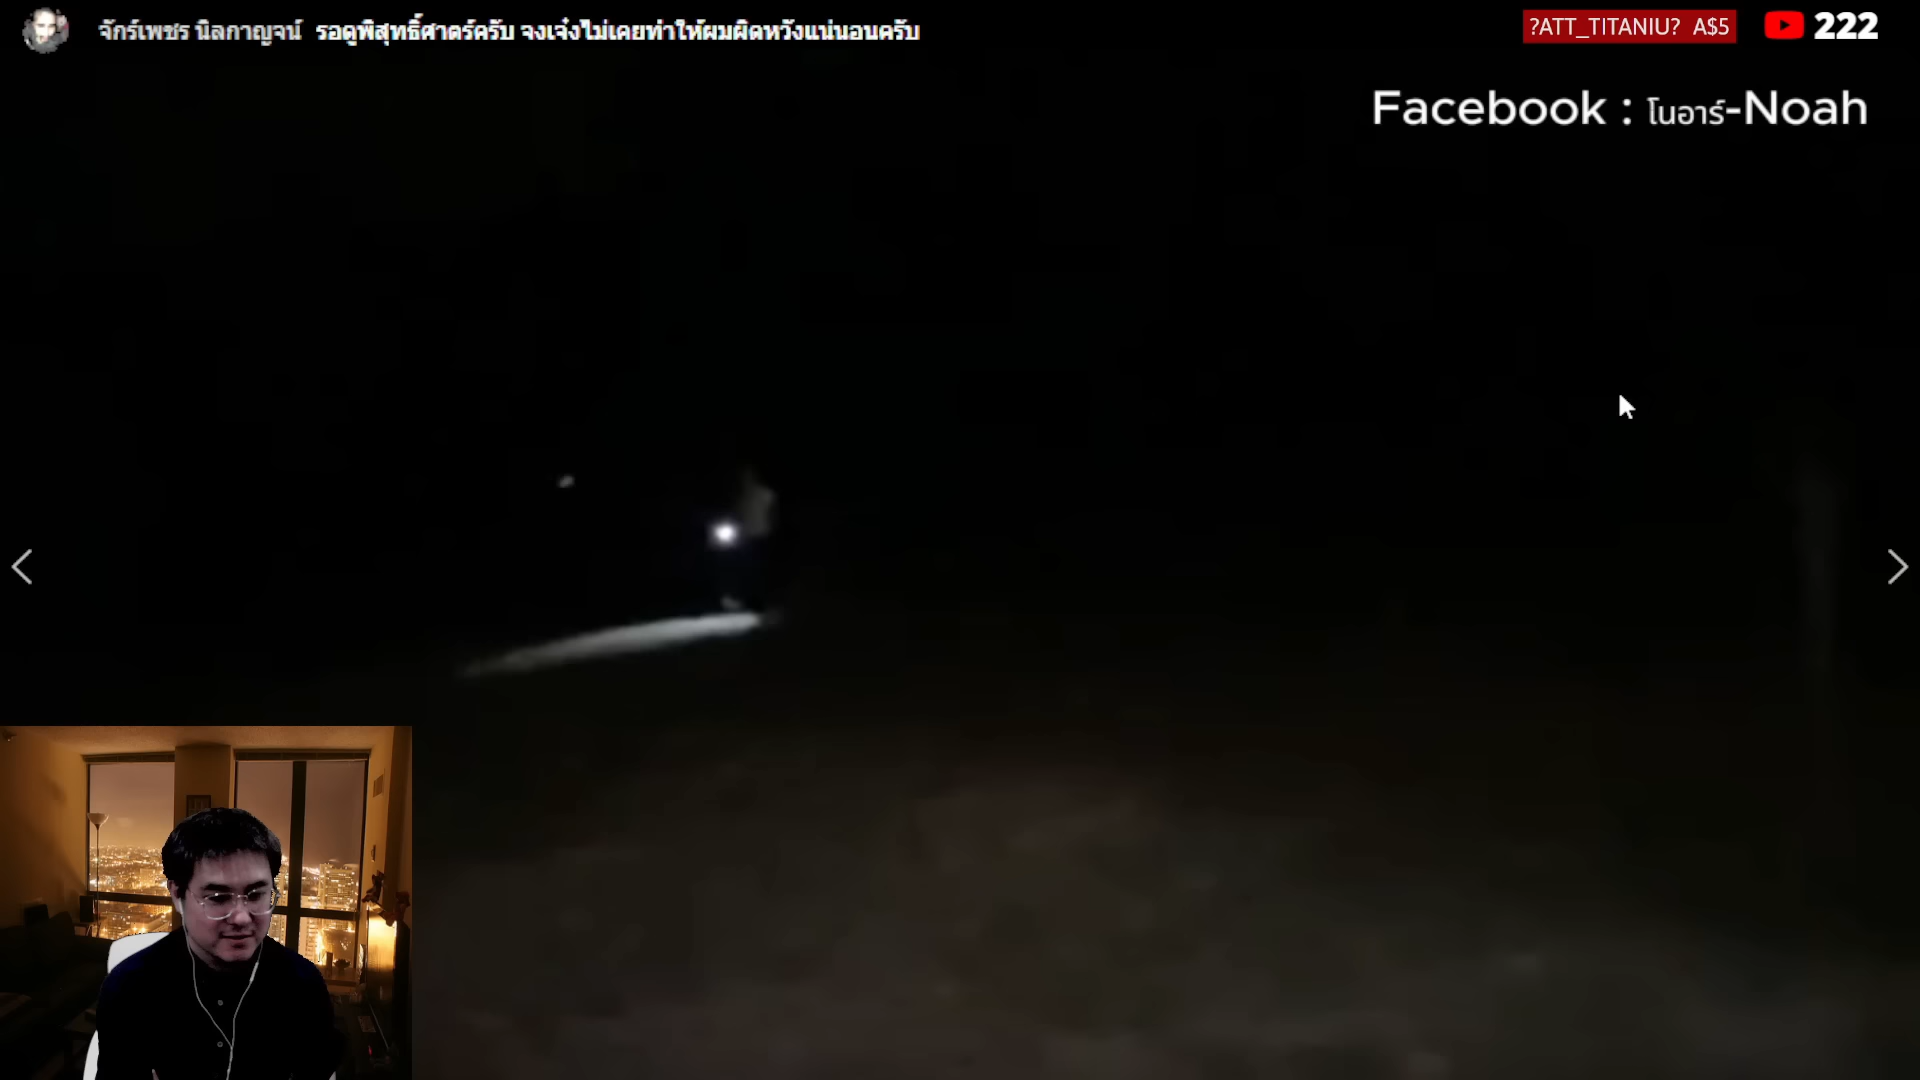 จักร์เพชร นิลกาญจน์ รอดูพิสุทธิ์ศาตร์ครับ จงเจ๋งไม่เคยทำให้ผมผิดหวังแน่นอนครับ
?ATT_TITANIU? A$5 222
Facebook : โนอาร์-Noah